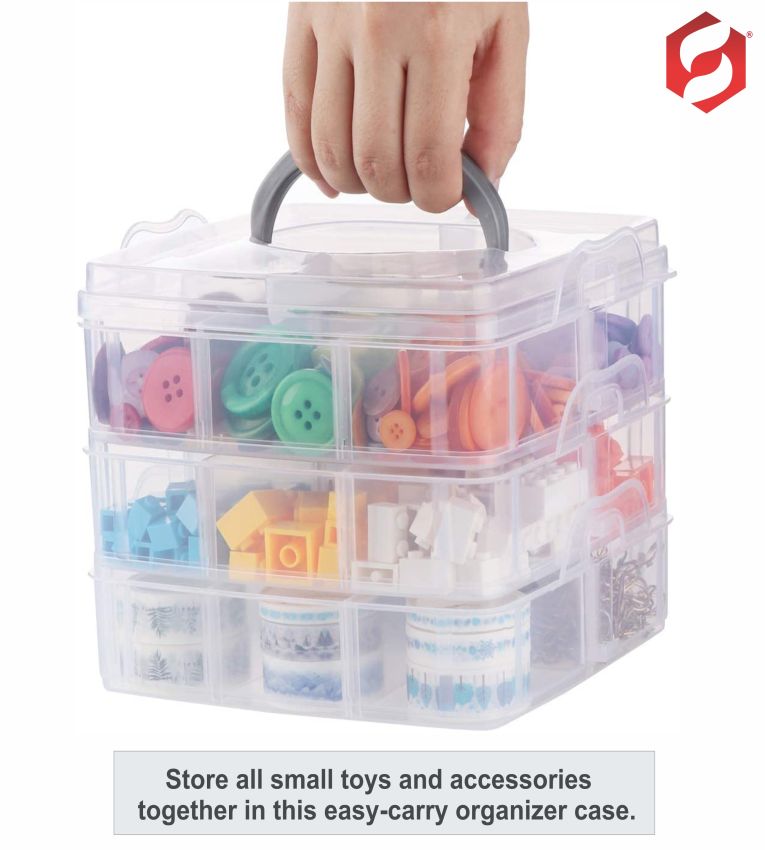 ®
Store all small toys and accessories
together in this easy-carry organizer case.